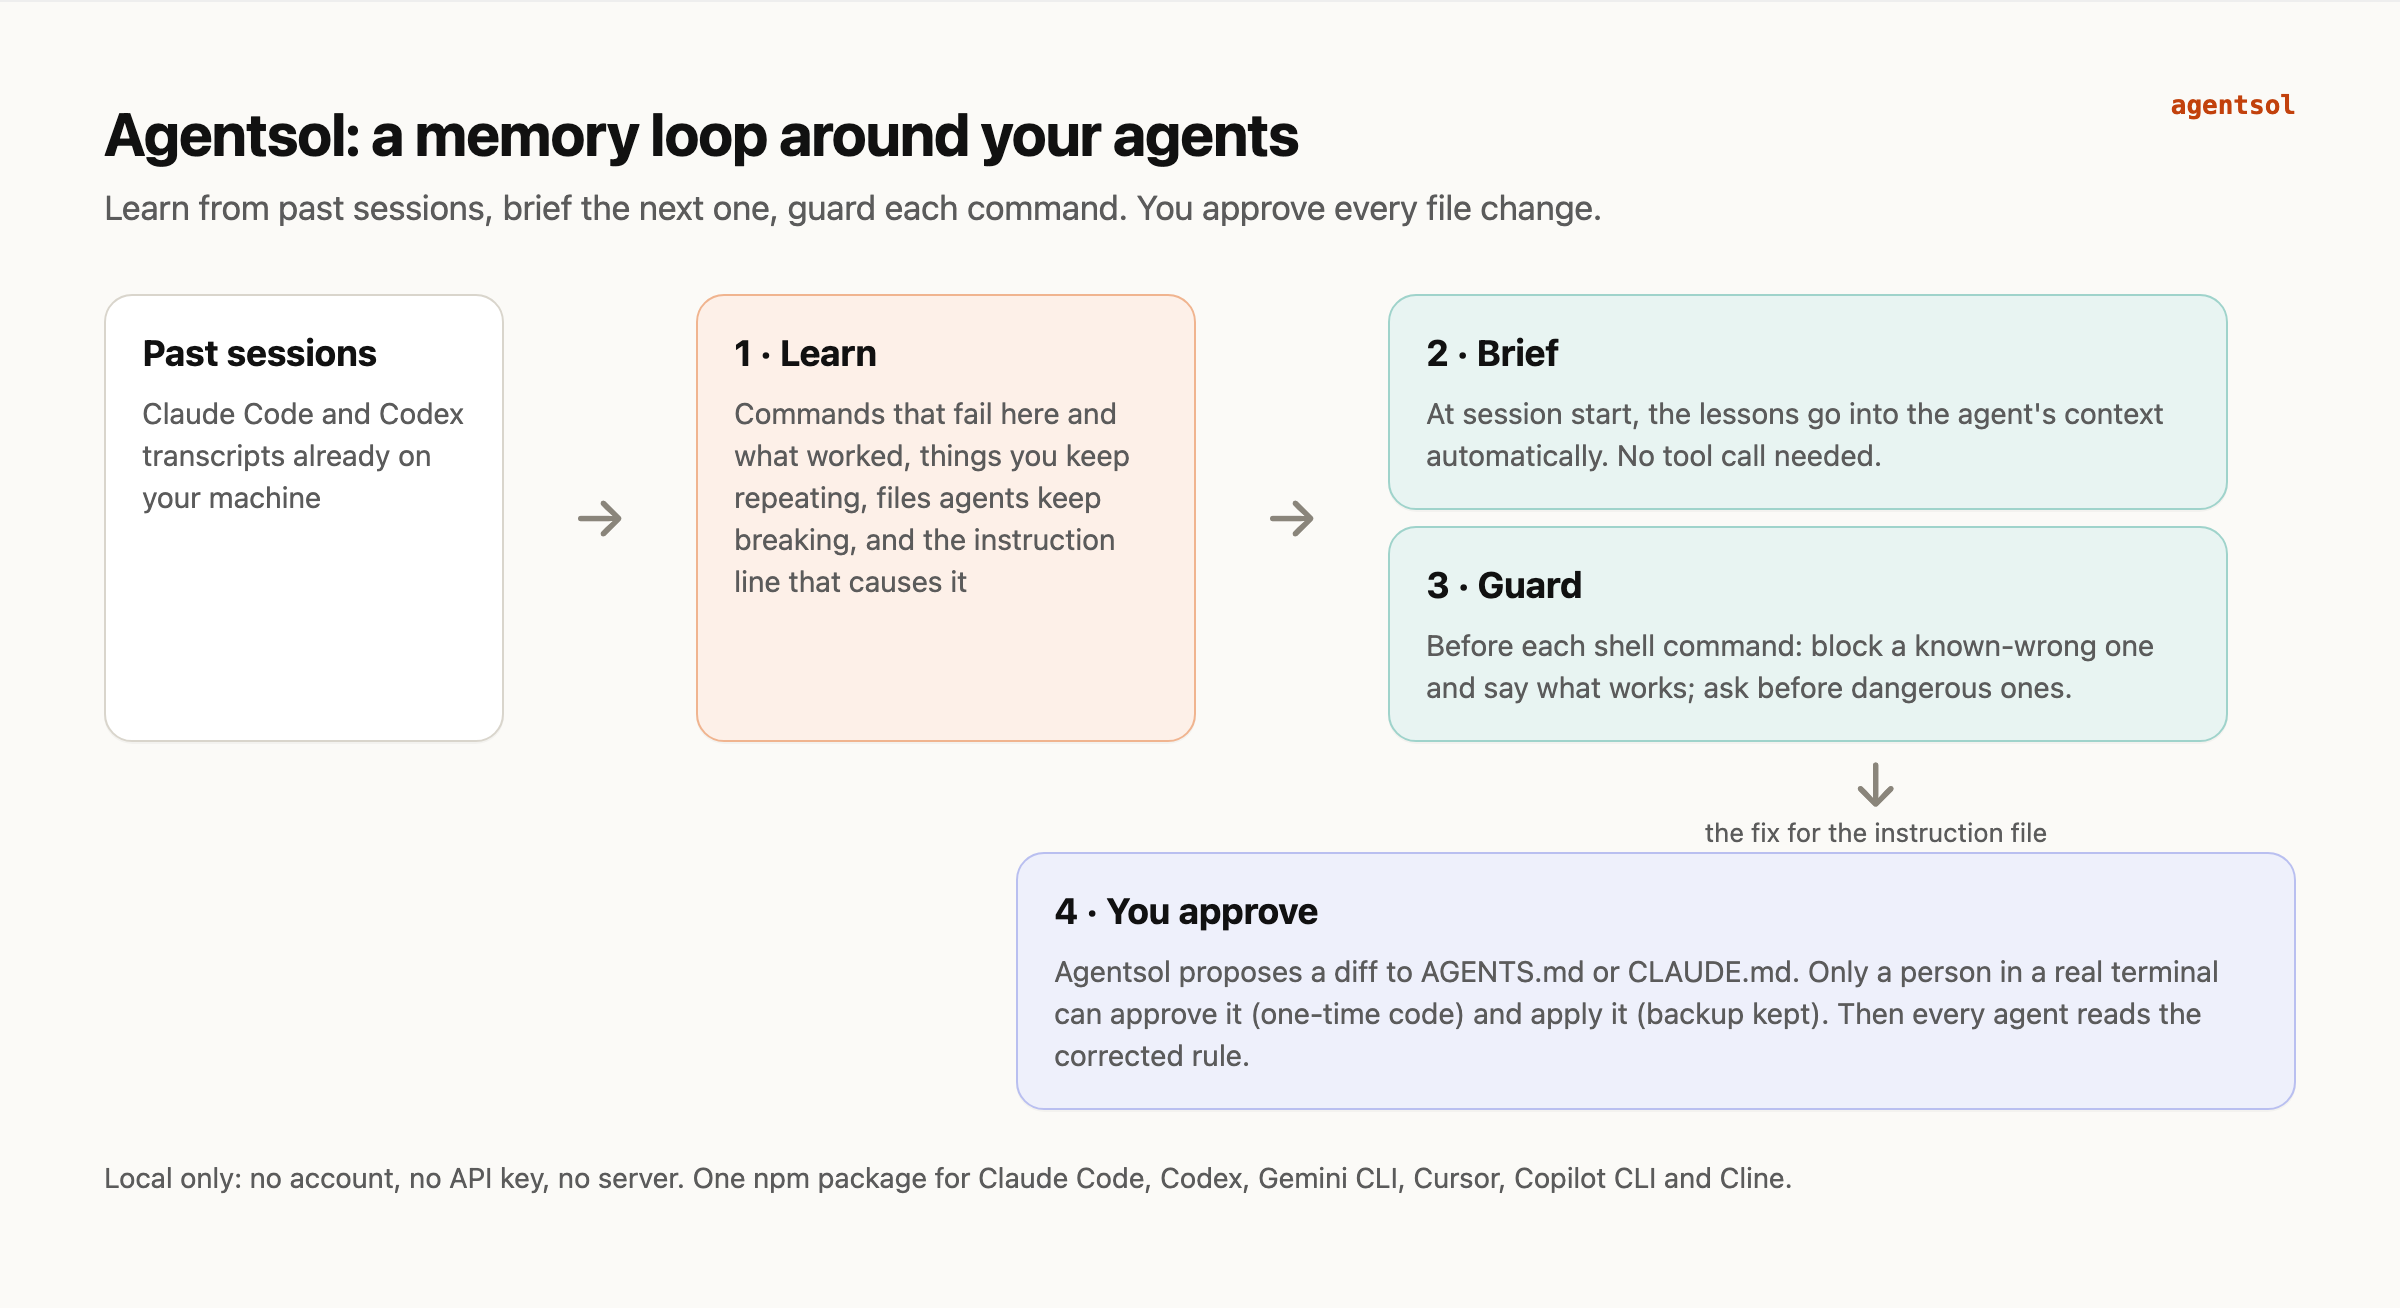 agentsol
Agentsol: a memory loop around your agents
Learn from past sessions, brief the next one, guard each command. You approve every file change.
Past sessions
Claude Code and Codex
transcripts already on
your machine
1 · Learn
Commands that fail here and
what worked, things you keep
repeating, files agents keep
breaking, and the instruction
line that causes it
2 · Brief
At session start, the lessons go into the agent's context
automatically. No tool call needed.
3 · Guard
Before each shell command: block a known-wrong one
and say what works; ask before dangerous ones.
the fix for the instruction file
4 · You approve
Agentsol proposes a diff to AGENTS.md or CLAUDE.md. Only a person in a real terminal
can approve it (one-time code) and apply it (backup kept). Then every agent reads the
corrected rule.
Local only: no account, no API key, no server. One npm package for Claude Code, Codex, Gemini CLI, Cursor, Copilot CLI and Cline.